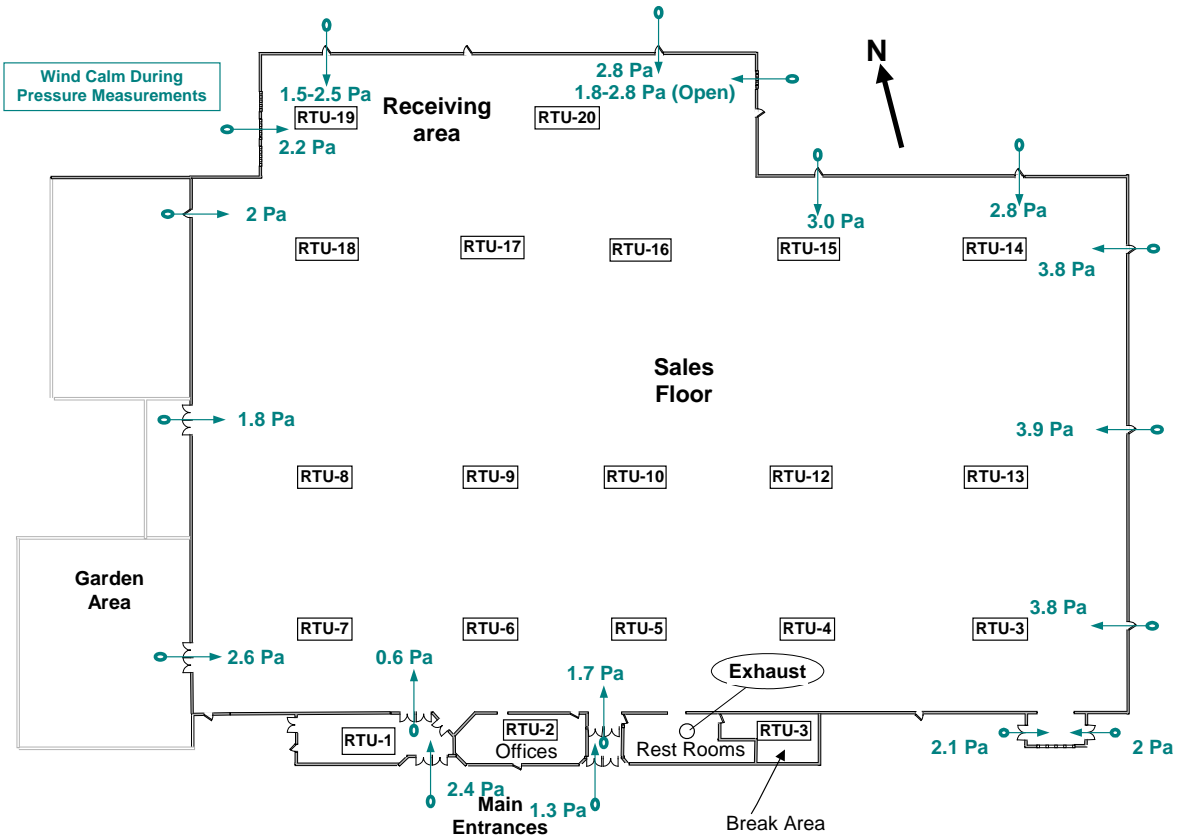 N
Wind Calm During
Pressure Measurements
2.8 Pa
1.8-2.8 Pa (Open)
1.5-2.5 Pa
Receiving
area
RTU-19
RTU-20
2.2 Pa
2 Pa
3.0 Pa
2.8 Pa
RTU-18
RTU-17
RTU-16
RTU-15
RTU-14
3.8 Pa
Sales
Floor
1.8 Pa
3.9 Pa
RTU-8
RTU-9
RTU-10
RTU-12
RTU-13
Garden
Area
3.8 Pa
RTU-7
RTU-6
RTU-5
RTU-4
RTU-3
2.6 Pa
0.6 Pa
1.7 Pa
Exhaust
RTU-1
RTU-2
Offices
Rest Rooms
RTU-3
2.1 Pa
2 Pa
2.4 Pa
Main
Entrances
1.3 Pa
Break Area